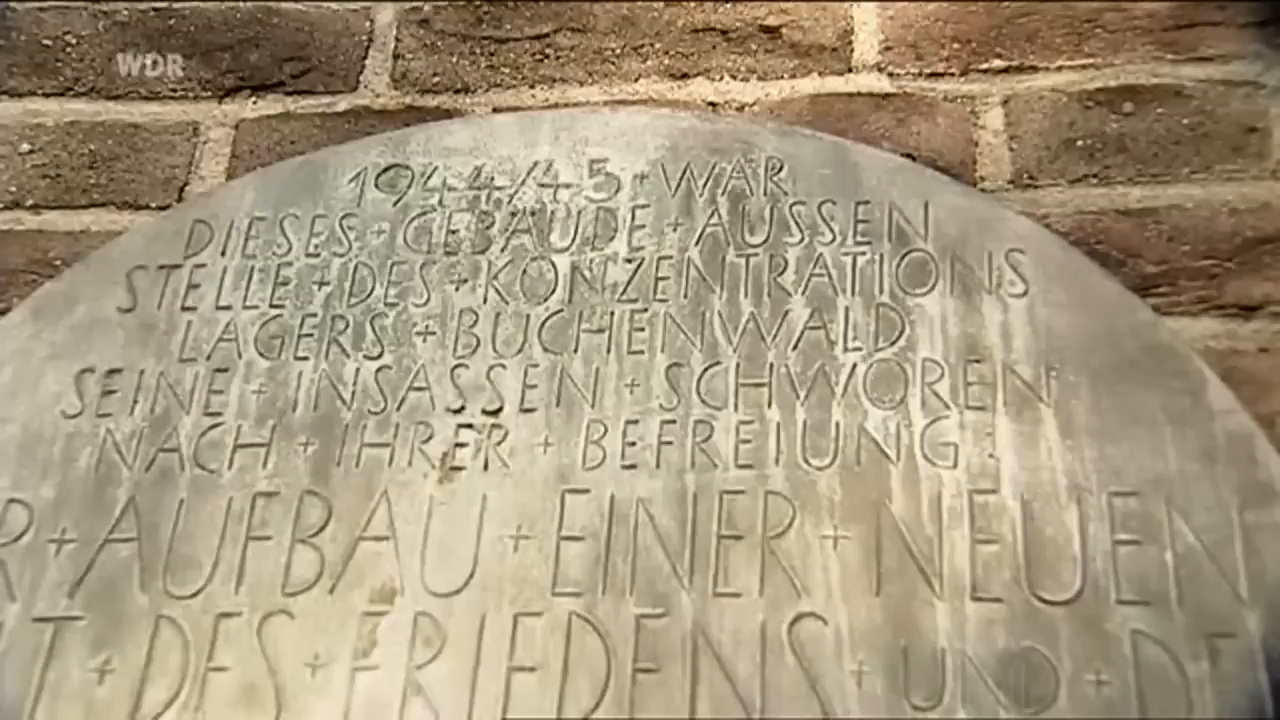 WDR
1944/45+WAR
DIESES+GEBÄUDE+AUSSEN
STELLE+DES+KONZENTRATIONS
LAGERS+BUCHENWALD
SEINE+INSASSEN+SCHWOREN
NACH+IHRER+BEFREIUNG:
R+AUFBAU+EINER+NEUEN
T+DES+FRIEDENS+UND+DE